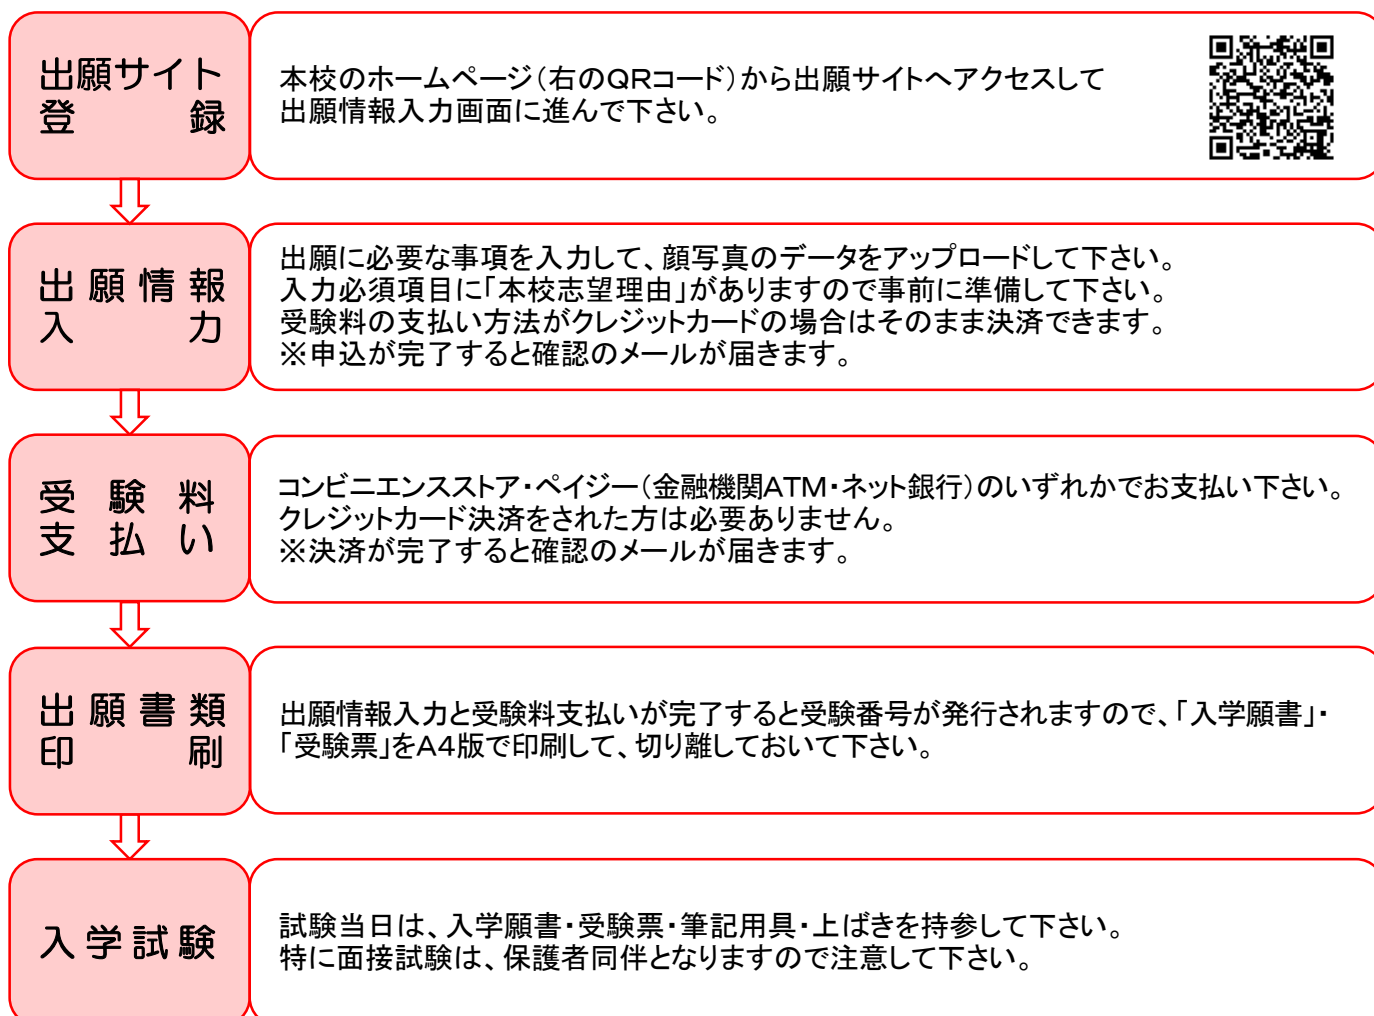 出願サイト
登録
本校のホームページ（右のQRコード）から出願サイトへアクセスして
出願情報入力画面に進んで下さい。
出願情報
入力
出願に必要な事項を入力して、顔写真のデータをアップロードして下さい。
入力必須項目に「本校志望理由」がありますので事前に準備して下さい。
受験料の支払い方法がクレジットカードの場合はそのまま決済できます。
※申込が完了すると確認のメールが届きます。
受験料
支払い
コンビニエンスストア・ペイジー（金融機関ATM・ネット銀行）のいずれかでお支払い下さい。
クレジットカード決済をされた方は必要ありません。
※決済が完了すると確認のメールが届きます。
出願書類
印刷
出願情報入力と受験料支払いが完了すると受験番号が発行されますので、「入学願書」・
「受験票」をA4版で印刷して、切り離しておいて下さい。
入学試験
試験当日は、入学願書・受験票・筆記用具・上ばきを持参して下さい。
特に面接試験は、保護者同伴となりますので注意して下さい。